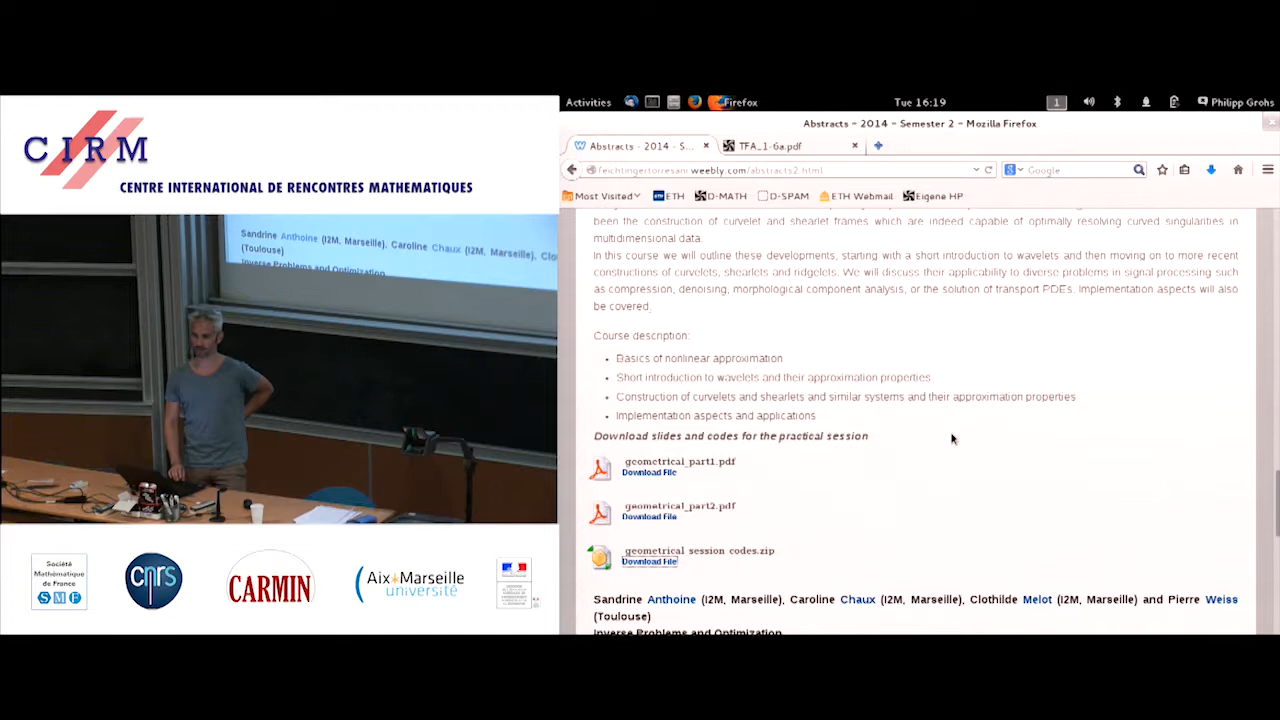 CIRM
CENTRE INTERNATIONAL DE RENCONTRES MATHEMATIQUES
Sandrine Anthoine (I2M, Marseille), Caroline Chaux (I2M, Marseille), Clo
(Toulouse)
Inverse Problems and Optimization
Société
Mathématique
de France
SMF
cnrs
CARMIN
Aix*Marseille
université
Activities
Firefox
Tue 16:19
1
Philipp Grohs
Abstracts - 2014 - Semester 2 - Mozilla Firefox
Abstracts - 2014 - S...
TFA_1-6a.pdf
feichtingertorresani.weebly.com/abstracts2.html
Google
Most Visited
ETH
D-MATH
D-SPAM
ETH Webmail
Eigene HP
been the construction of curvelet and shearlet frames which are indeed capable of optimally resolving curved singularities in
multidimensional data.
In this course we will outline these developments, starting with a short introduction to wavelets and then moving on to more recent
constructions of curvelets, shearlets and ridgelets. We will discuss their applicability to diverse problems in signal processing such
as compression, denoising, morphological component analysis, or the solution of transport PDEs. Implementation aspects will also
be covered.
Course description:
Basics of nonlinear approximation
Short introduction to wavelets and their approximation properties
Construction of curvelets and shearlets and similar systems and their approximation properties
Implementation aspects and applications
Download slides and codes for the practical session
geometrical_part1.pdf
Download File
geometrical_part2.pdf
Download File
geometrical_session_codes.zip
Download File
Sandrine Anthoine (I2M, Marseille), Caroline Chaux (I2M, Marseille), Clothilde Melot (I2M, Marseille) and Pierre Weiss
(Toulouse)
Inverse Problems and Optimization